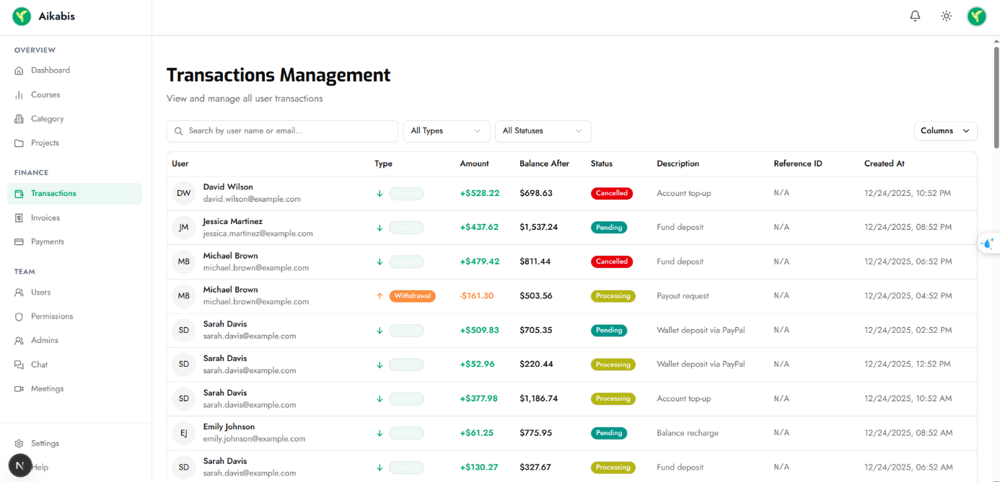 Aikabis
OVERVIEW
Dashboard
Courses
Category
Projects
FINANCE
Transactions
Invoices
Payments
TEAM
Users
Permissions
Admins
Chat
Meetings
Settings
N
Help
Transactions Management
View and manage all user transactions
Search by user name or email...
All Types
All Statuses
Columns
User Type Amount Balance After Status Description Reference ID Created At
DW David Wilson +$528.22 $698.63 Cancelled Account top-up N/A 12/24/2025, 10:52 PM
david.wilson@example.com
JM Jessica Martinez +$437.62 $1,537.24 Pending Fund deposit N/A 12/24/2025, 08:52 PM
jessica.martinez@example.com
MB Michael Brown +$479.42 $811.44 Cancelled Fund deposit N/A 12/24/2025, 06:52 PM
michael.brown@example.com
MB Michael Brown Withdrawal -$161.30 $503.56 Processing Payout request N/A 12/24/2025, 04:52 PM
michael.brown@example.com
SD Sarah Davis +$509.83 $705.35 Pending Wallet deposit via PayPal N/A 12/24/2025, 02:52 PM
sarah.davis@example.com
SD Sarah Davis +$52.96 $220.44 Processing Wallet deposit via PayPal N/A 12/24/2025, 12:52 PM
sarah.davis@example.com
SD Sarah Davis +$377.98 $1,186.74 Processing Account top-up N/A 12/24/2025, 10:52 AM
sarah.davis@example.com
EJ Emily Johnson +$61.25 $775.95 Pending Balance recharge N/A 12/24/2025, 08:52 AM
emily.johnson@example.com
SD Sarah Davis +$130.27 $327.67 Processing Fund deposit N/A 12/24/2025, 06:52 AM
sarah.davis@example.com